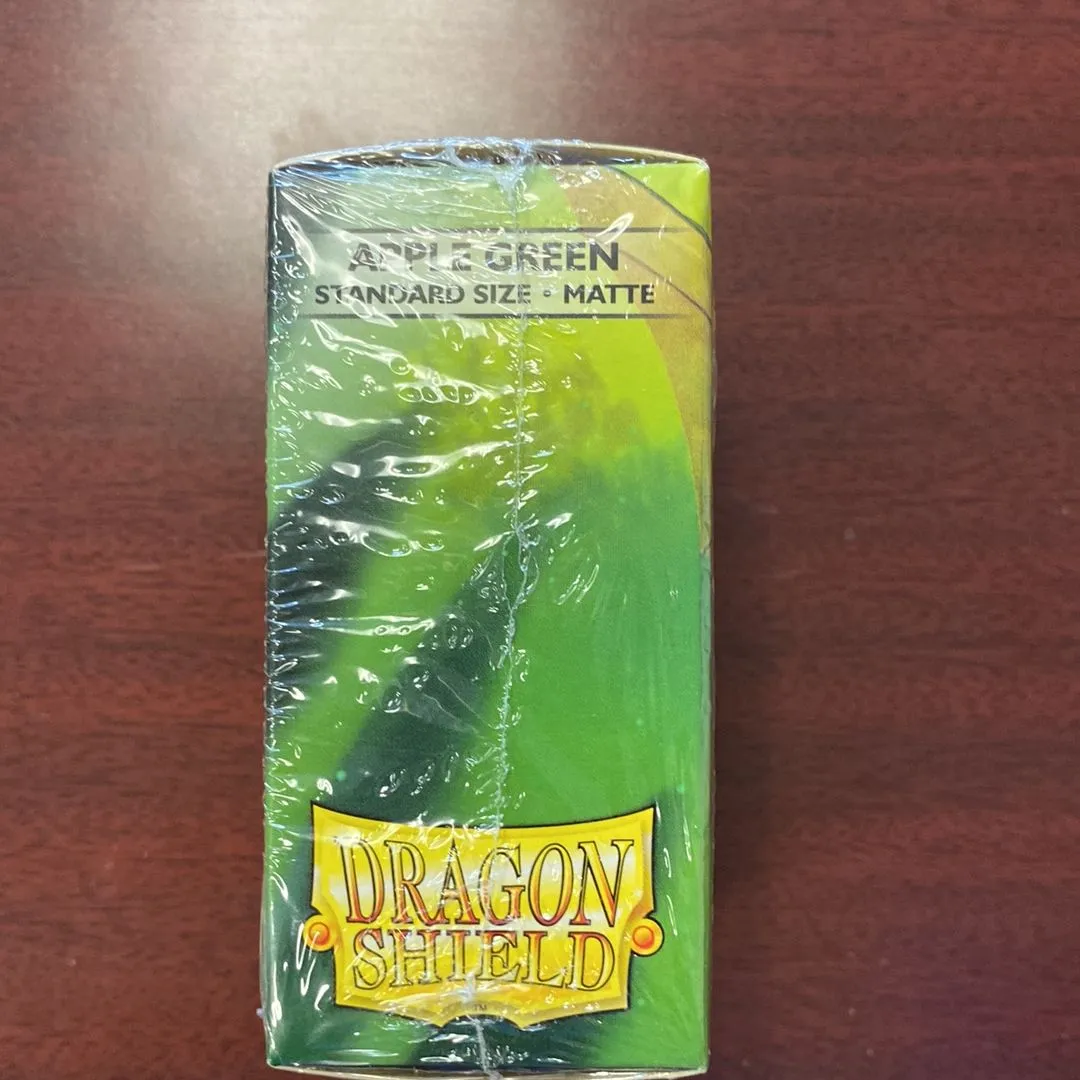 APPLE GREEN
STANDARD SIZE • MATTE
DRAGON
SHIELD